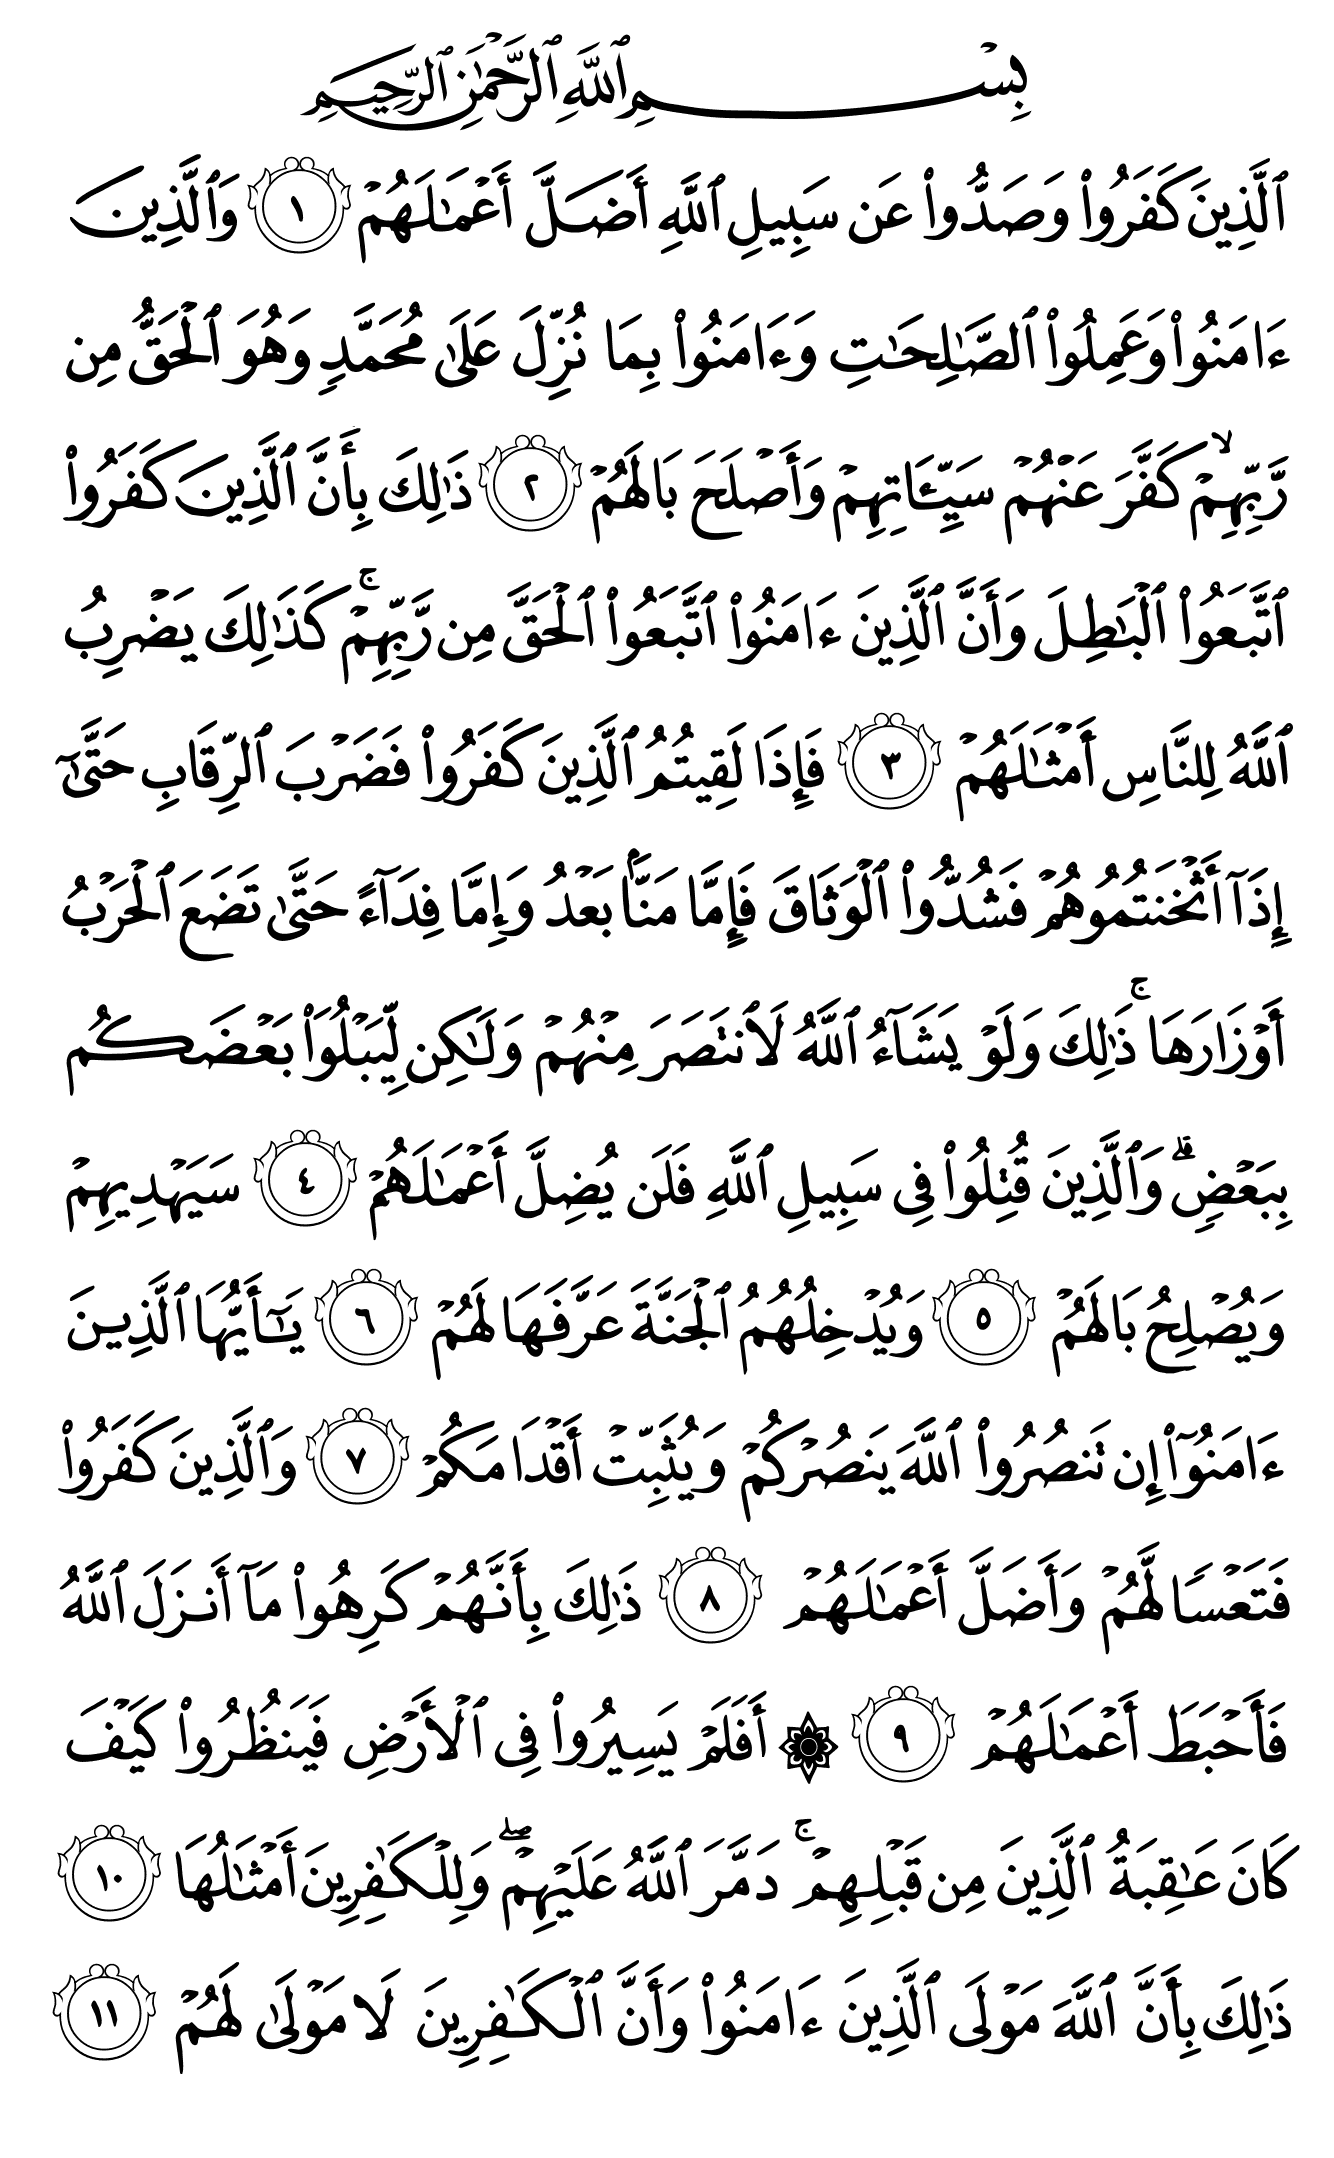 بِسْمِ ٱللَّهِ ٱلرَّحْمَٰنِ ٱلرَّحِيمِ
ٱلَّذِينَ كَفَرُوا۟ وَصَدُّوا۟ عَن سَبِيلِ ٱللَّهِ أَضَلَّ أَعْمَٰلَهُمْ ١ وَٱلَّذِينَ
ءَامَنُوا۟ وَعَمِلُوا۟ ٱلصَّٰلِحَٰتِ وَءَامَنُوا۟ بِمَا نُزِّلَ عَلَىٰ مُحَمَّدٍ وَهُوَ ٱلْحَقُّ مِن
رَّبِّهِمْ ۙ كَفَّرَ عَنْهُمْ سَيِّـَٔاتِهِمْ وَأَصْلَحَ بَالَهُمْ ٢ ذَٰلِكَ بِأَنَّ ٱلَّذِينَ كَفَرُوا۟
ٱتَّبَعُوا۟ ٱلْبَٰطِلَ وَأَنَّ ٱلَّذِينَ ءَامَنُوا۟ ٱتَّبَعُوا۟ ٱلْحَقَّ مِن رَّبِّهِمْ ۚ كَذَٰلِكَ يَضْرِبُ
ٱللَّهُ لِلنَّاسِ أَمْثَٰلَهُمْ ٣ فَإِذَا لَقِيتُمُ ٱلَّذِينَ كَفَرُوا۟ فَضَرْبَ ٱلرِّقَابِ حَتَّىٰٓ
إِذَآ أَثْخَنتُمُوهُمْ فَشُدُّوا۟ ٱلْوَثَاقَ فَإِمَّا مَنًّۢا بَعْدُ وَإِمَّا فِدَآءً حَتَّىٰ تَضَعَ ٱلْحَرْبُ
أَوْزَارَهَا ۚ ذَٰلِكَ وَلَوْ يَشَآءُ ٱللَّهُ لَٱنتَصَرَ مِنْهُمْ وَلَٰكِن لِّيَبْلُوَا۟ بَعْضَكُم
بِبَعْضٍ ۗ وَٱلَّذِينَ قُتِلُوا۟ فِى سَبِيلِ ٱللَّهِ فَلَن يُضِلَّ أَعْمَٰلَهُمْ ٤ سَيَهْدِيهِمْ
وَيُصْلِحُ بَالَهُمْ ٥ وَيُدْخِلُهُمُ ٱلْجَنَّةَ عَرَّفَهَا لَهُمْ ٦ يَٰٓأَيُّهَا ٱلَّذِينَ
ءَامَنُوٓا۟ إِن تَنصُرُوا۟ ٱللَّهَ يَنصُرْكُمْ وَيُثَبِّتْ أَقْدَامَكُمْ ٧ وَٱلَّذِينَ كَفَرُوا۟
فَتَعْسًا لَّهُمْ وَأَضَلَّ أَعْمَٰلَهُمْ ٨ ذَٰلِكَ بِأَنَّهُمْ كَرِهُوا۟ مَآ أَنزَلَ ٱللَّهُ
فَأَحْبَطَ أَعْمَٰلَهُمْ ٩ ۞ أَفَلَمْ يَسِيرُوا۟ فِى ٱلْأَرْضِ فَيَنظُرُوا۟ كَيْفَ
كَانَ عَٰقِبَةُ ٱلَّذِينَ مِن قَبْلِهِمْ ۚ دَمَّرَ ٱللَّهُ عَلَيْهِمْ ۖ وَلِلْكَٰفِرِينَ أَمْثَٰلُهَا ١٠
ذَٰلِكَ بِأَنَّ ٱللَّهَ مَوْلَى ٱلَّذِينَ ءَامَنُوا۟ وَأَنَّ ٱلْكَٰفِرِينَ لَا مَوْلَىٰ لَهُمْ ١١